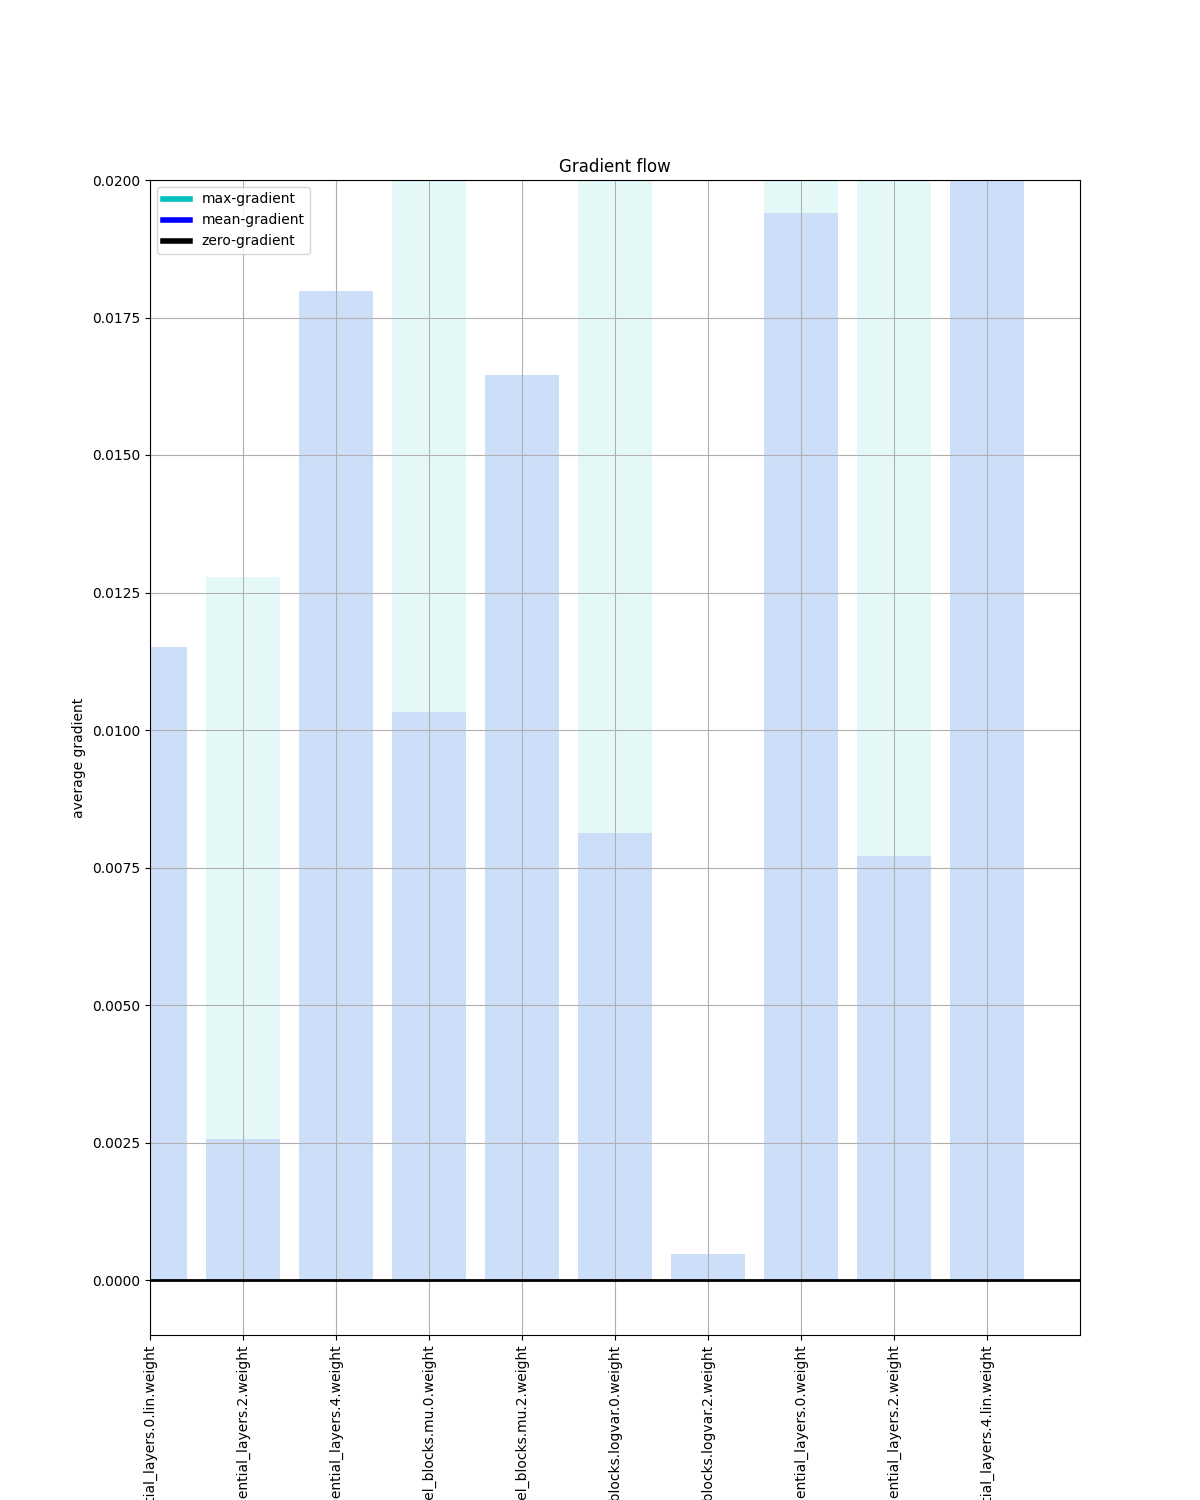 Gradient flow
max-gradient
mean-gradient
zero-gradient
0.0200
0.0175
0.0150
0.0125
0.0100
0.0075
0.0050
0.0025
0.0000
average gradient
tial_layers.0.lin.weight
ential_layers.2.weight
ential_layers.4.weight
el_blocks.mu.0.weight
el_blocks.mu.2.weight
blocks.logvar.0.weight
blocks.logvar.2.weight
ential_layers.0.weight
ential_layers.2.weight
tial_layers.4.lin.weight